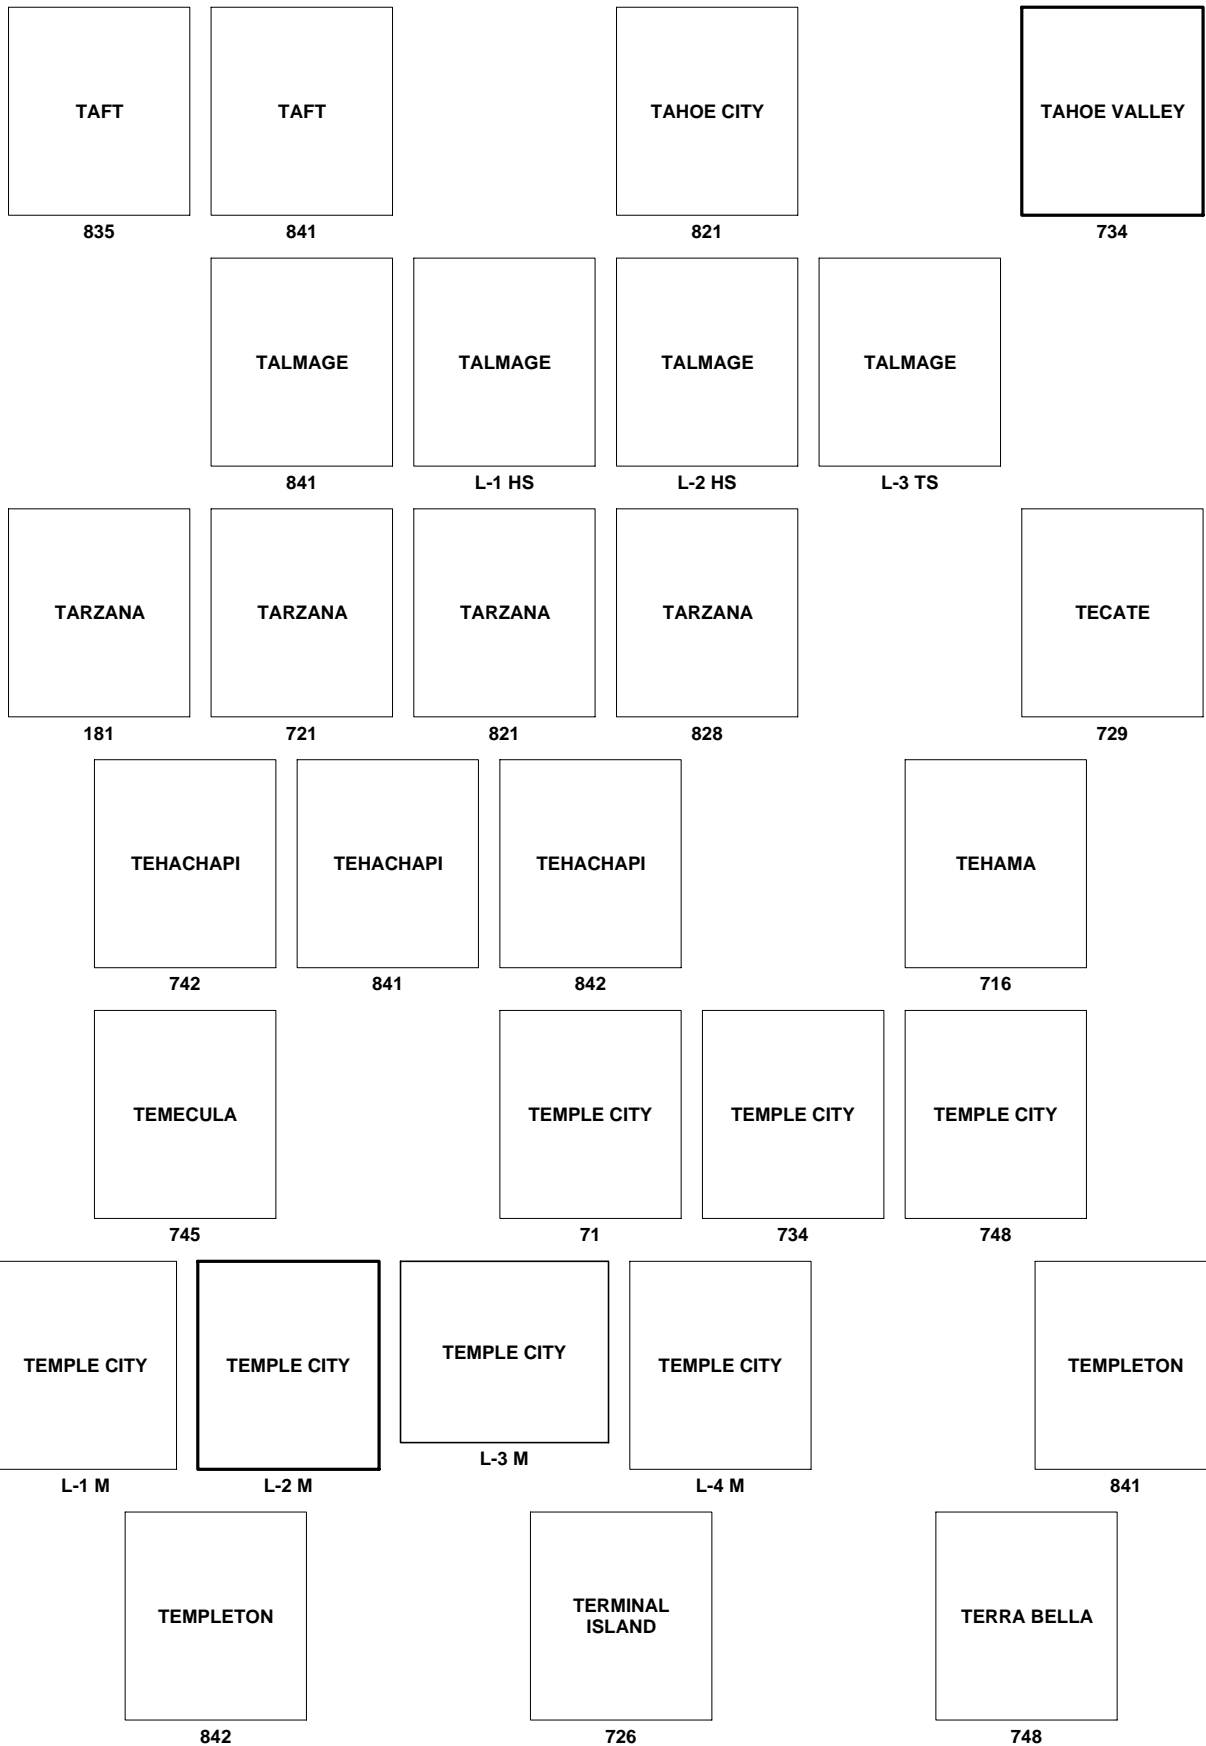 TAFT
TAFT
TAHOE CITY
TAHOE VALLEY
835
841
821
734
TALMAGE
TALMAGE
TALMAGE
TALMAGE
841
L-1 HS
L-2 HS
L-3 TS
TARZANA
TARZANA
TARZANA
TARZANA
TECATE
181
721
821
828
729
TEHACHAPI
TEHACHAPI
TEHACHAPI
TEHAMA
742
841
842
716
TEMECULA
TEMPLE CITY
TEMPLE CITY
TEMPLE CITY
745
71
734
748
TEMPLE CITY
TEMPLE CITY
TEMPLE CITY
TEMPLE CITY
TEMPLETON
L-1 M
L-2 M
L-3 M
L-4 M
841
TEMPLETON
TERMINAL
ISLAND
TERRA BELLA
842
726
748